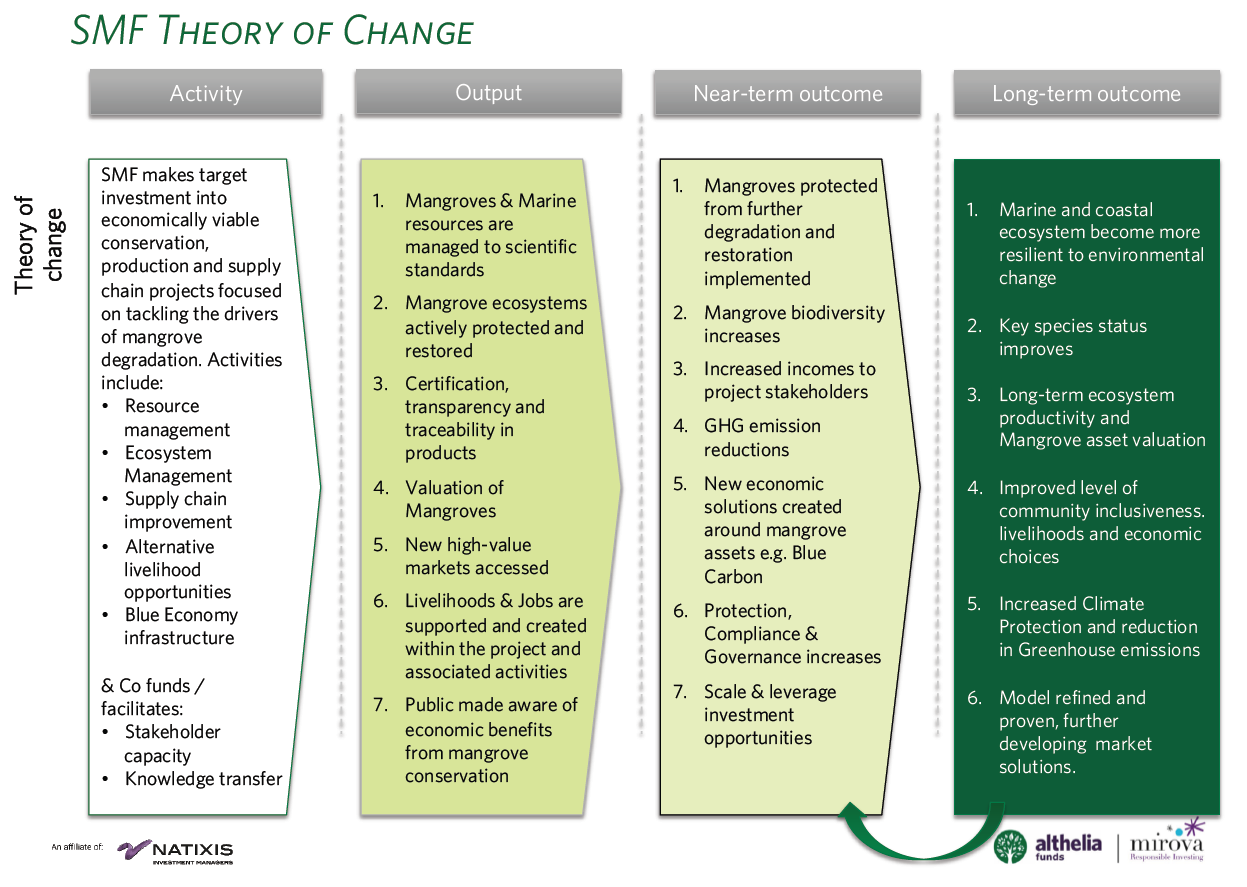 SMF THEORY OF CHANGE
Activity
Output
Near-term outcome
Long-term outcome
Theory of
change
SMF makes target
investment into
economically viable
conservation,
production and supply
chain projects focused
on tackling the drivers
of mangrove
degradation. Activities
include:
• Resource
management
• Ecosystem
Management
• Supply chain
improvement
• Alternative
livelihood
opportunities
• Blue Economy
infrastructure
& Co funds /
facilitates:
• Stakeholder
capacity
• Knowledge transfer
1. Mangroves & Marine
resources are
managed to scientific
standards
2. Mangrove ecosystems
actively protected and
restored
3. Certification,
transparency and
traceability in
products
4. Valuation of
Mangroves
5. New high-value
markets accessed
6. Livelihoods & Jobs are
supported and created
within the project and
associated activities
7. Public made aware of
economic benefits
from mangrove
conservation
1. Mangroves protected
from further
degradation and
restoration
implemented
2. Mangrove biodiversity
increases
3. Increased incomes to
project stakeholders
4. GHG emission
reductions
5. New economic
solutions created
around mangrove
assets e.g. Blue
Carbon
6. Protection,
Compliance &
Governance increases
7. Scale & leverage
investment
opportunities
1. Marine and coastal
ecosystem become more
resilient to environmental
change
2. Key species status
improves
3. Long-term ecosystem
productivity and
Mangrove asset valuation
4. Improved level of
community inclusiveness.
livelihoods and economic
choices
5. Increased Climate
Protection and reduction
in Greenhouse emissions
6. Model refined and
proven, further
developing market
solutions.
An affiliate of:
NATIXIS
INVESTMENT MANAGERS
althelia
funds
mirova
Responsible Investing